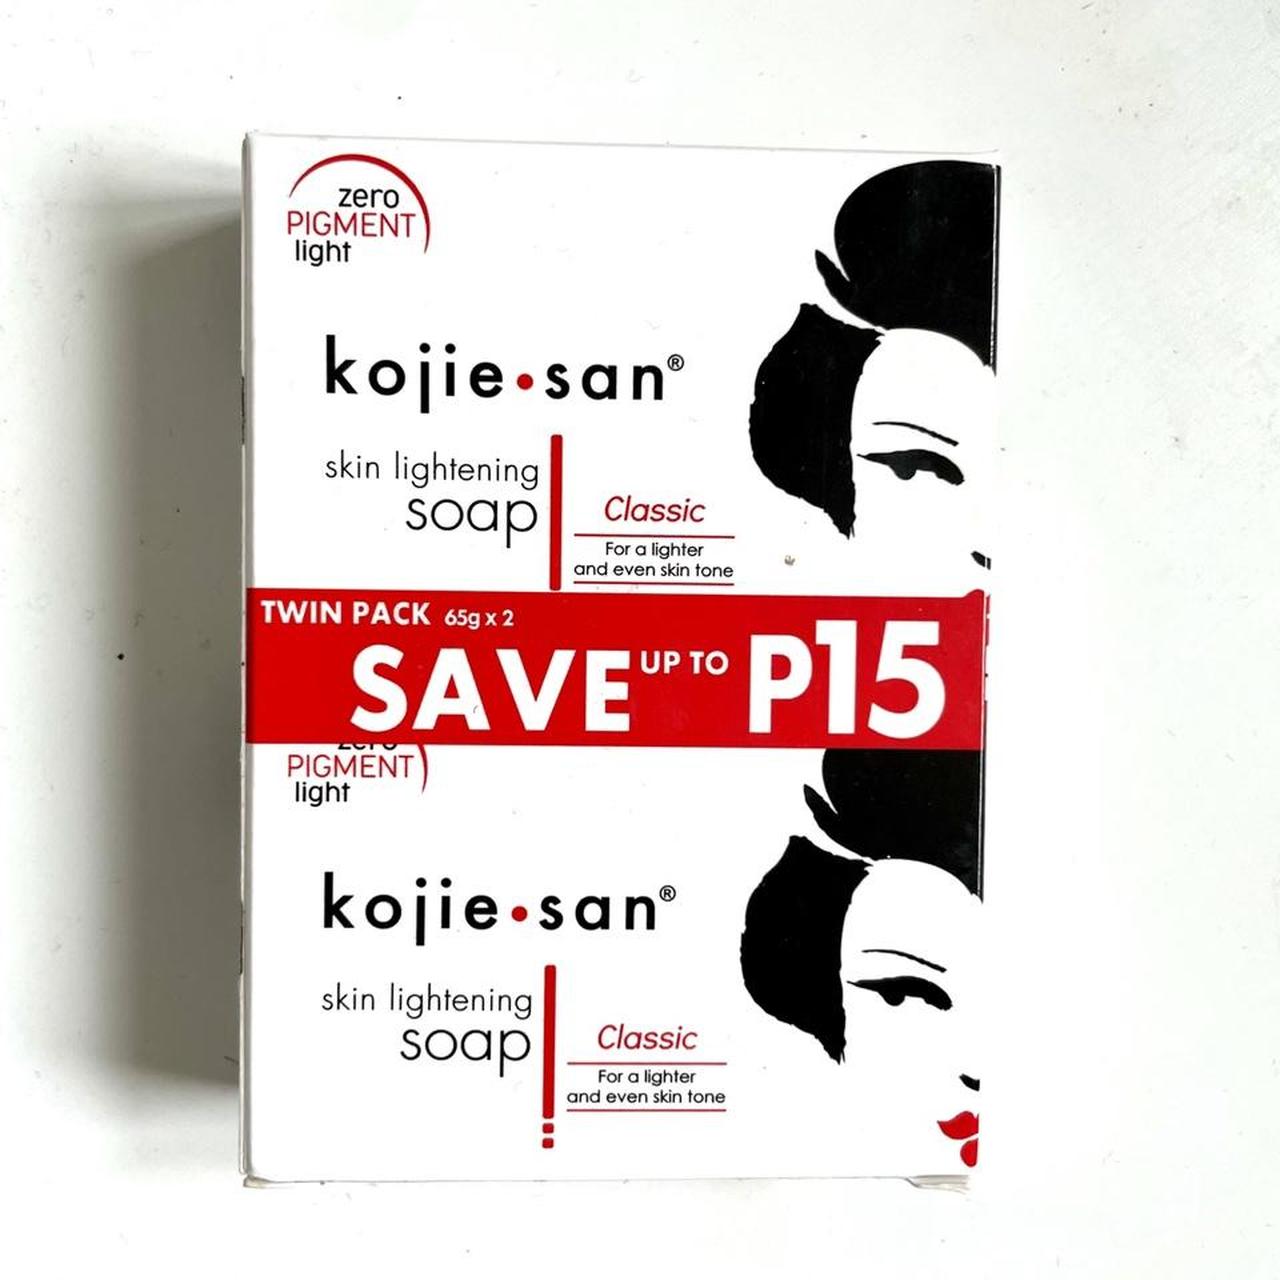 zero
PIGMENT
light
kojie•san®
skin lightening
soap
Classic
For a lighter
and even skin tone
TWIN PACK 65g x 2
SAVE UP TO P15
zero
PIGMENT
light
kojie•san®
skin lightening
soap
Classic
For a lighter
and even skin tone